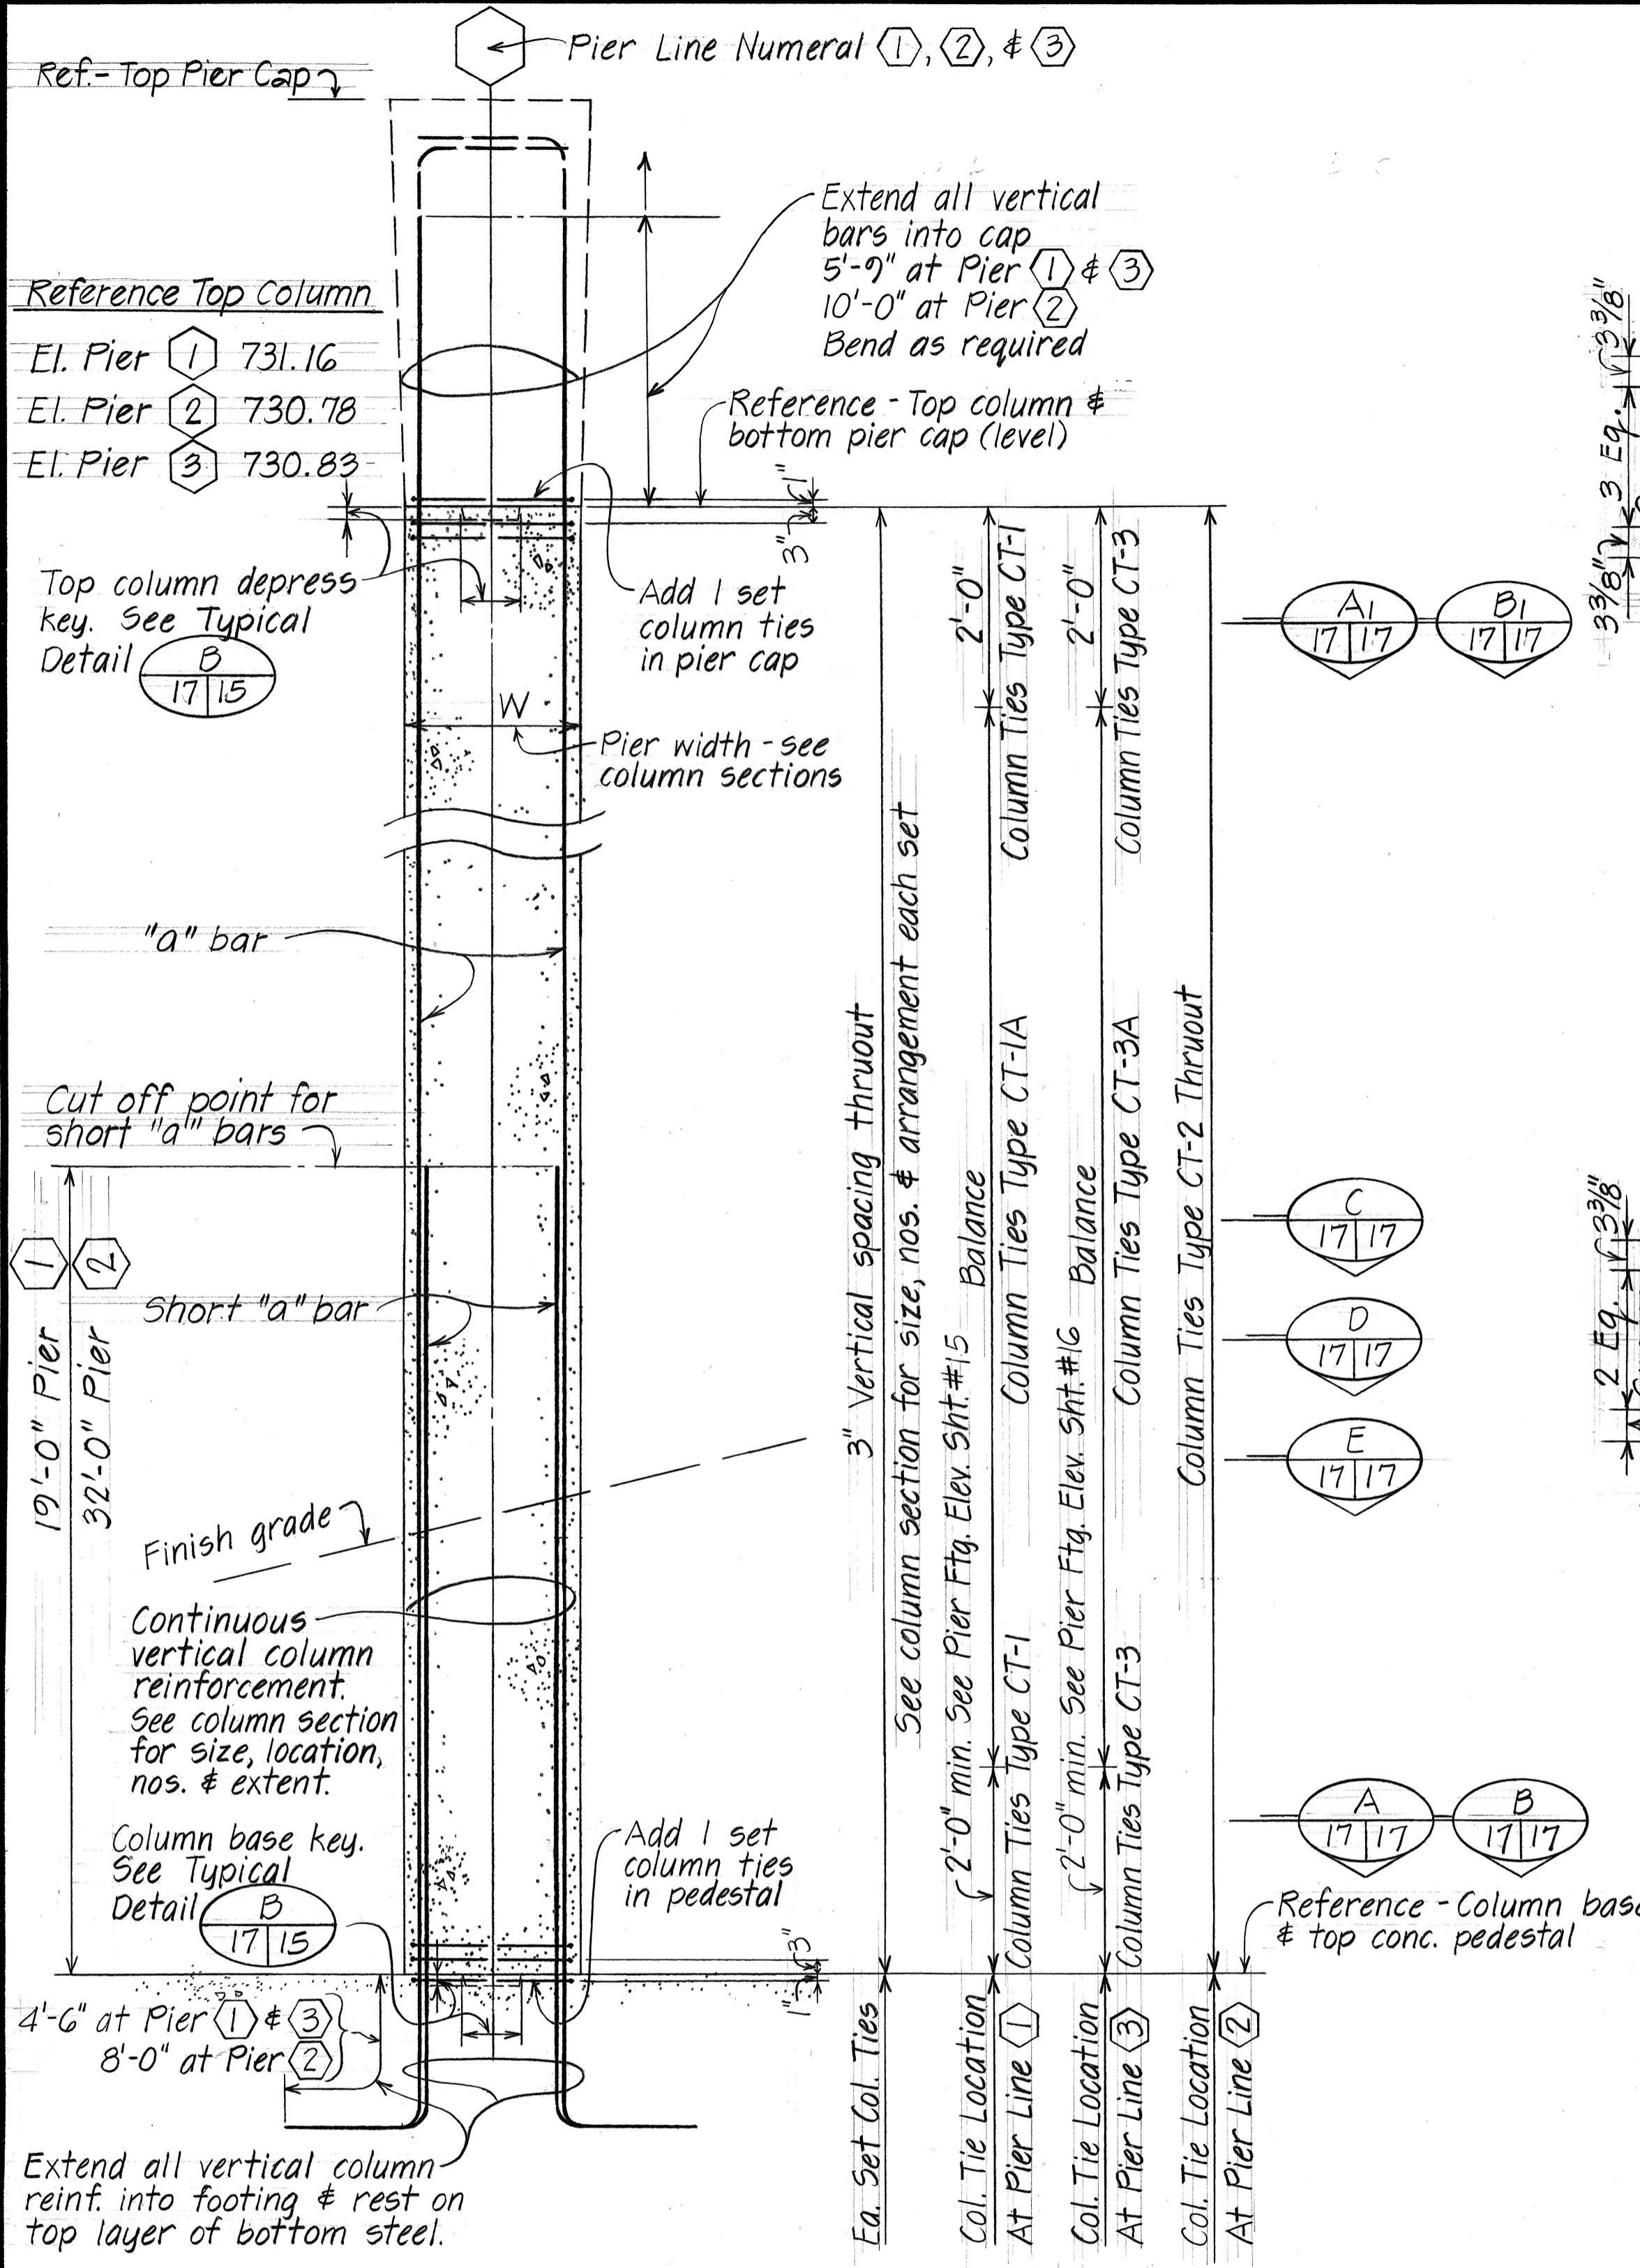 Pier Line Numeral 1, 2, & 3
Ref.- Top Pier Cap
Extend all vertical
bars into cap
5'-9" at Pier 1 & 3
10'-0" at Pier 2
Bend as required
Reference Top Column
El. Pier 1 731.16
El. Pier 2 730.78
El. Pier 3 730.83
Reference - Top column &
bottom pier cap (level)
1"
3"
Top column depress
key. See Typical
Detail B
17 15
Add 1 set
column ties
in pier cap
W
Pier width - see
column sections
"a" bar
Cut off point for
short "a" bars
Short "a" bar
19'-0" Pier 1
32'-0" Pier 2
Finish grade
Continuous
vertical column
reinforcement.
See column section
for size, location,
nos. & extent.
Column base key.
See Typical
Detail B
17 15
Add 1 set
column ties
in pedestal
3"
1"
4'-6" at Pier 1 & 3
8'-0" at Pier 2
Extend all vertical column
reinf. into footing & rest on
top layer of bottom steel.
3" Vertical spacing thruout
See column section for size, nos. & arrangement each set
Ea. Set Col. Ties
2'-0"
Column Ties Type CT-1
Balance
Column Ties Type CT-1A
2'-0" min. See Pier Ftg. Elev. Sht. #15
Column Ties Type CT-1
Col. Tie Location
At Pier Line 1
2'-0"
Column Ties Type CT-3
Balance
Column Ties Type CT-3A
2'-0" min. See Pier Ftg. Elev. Sht. #16
Column Ties Type CT-3
Col. Tie Location
At Pier Line 3
Column Ties Type CT-2 Thruout
Col. Tie Location
At Pier Line 2
A1
17 17
B1
17 17
C
17 17
D
17 17
E
17 17
A
17 17
B
17 17
Reference - Column base
& top conc. pedestal
3 3/8"
3 Eq.
3 3/8"
2 Eq.
3 3/8"